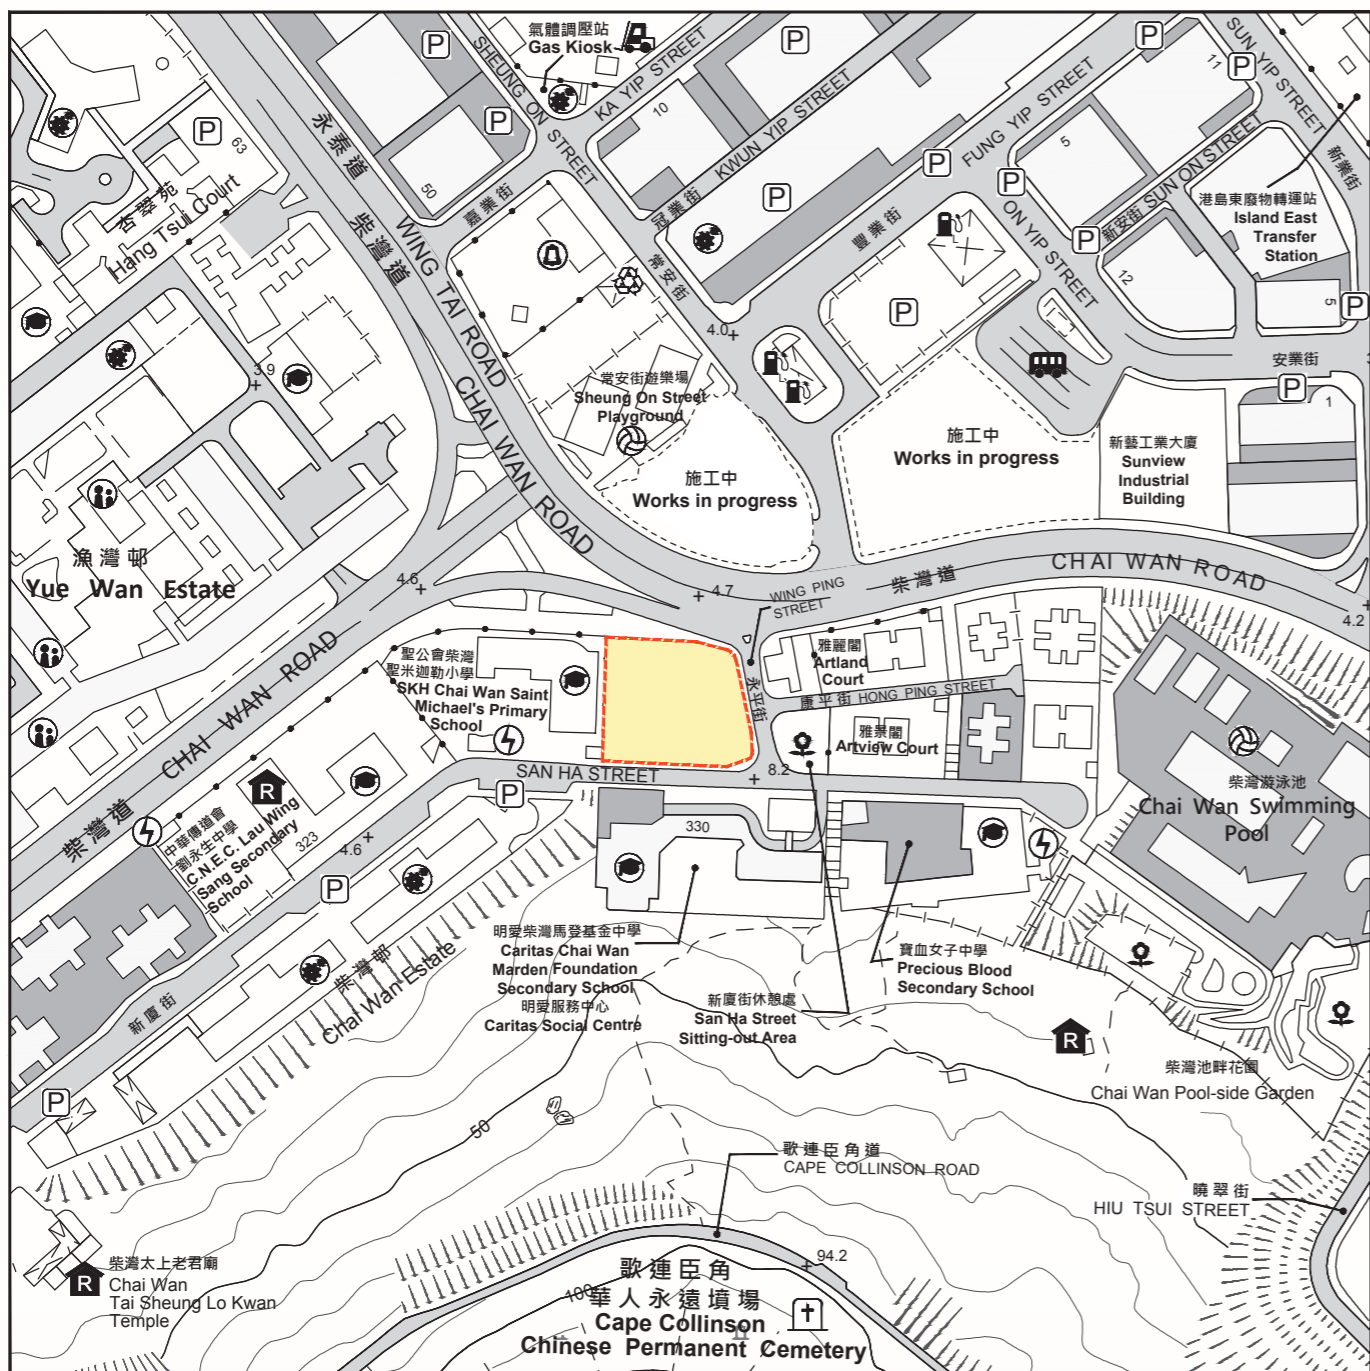 氣體調壓站
Gas Kiosk
P
P
P
P
P
P
SHEUNG ON STREET
KA YIP STREET
10
KWUN YIP STREET
冠業街
常安街
50
嘉業街
63
杏翠苑
Hang Tsui Court
永泰道
柴灣道
WING TAI ROAD
CHAI WAN ROAD
豐業街
FUNG YIP STREET
5
11
SUN YIP STREET
新業街
P
P
P
P
P
P
P
ON YIP STREET
新安街 SUN ON STREET
12
港島東廢物轉運站
Island East
Transfer
Station
5
安業街
1
3.9
4.0
常安街遊樂場
Sheung On Street
Playground
施工中
Works in progress
施工中
Works in progress
新藝工業大廈
Sunview
Industrial
Building
漁灣邨
Yue Wan Estate
4.6
4.7
WING PING
STREET
柴灣道
CHAI WAN ROAD
4.2
CHAI WAN ROAD
柴灣道
聖公會柴灣
聖米迦勒小學
SKH Chai Wan Saint
Michael's Primary
School
永平街
雅麗閣
Artland
Court
康平街 HONG PING STREET
雅景閣
Artview Court
SAN HA STREET
8.2
柴灣游泳池
Chai Wan Swimming
Pool
R
中華傳道會
劉永生中學
C.N.E.C. Lau Wing
Sang Secondary
School
323
4.6
330
新廈街
柴灣邨
Chai Wan Estate
明愛柴灣馬登基金中學
Caritas Chai Wan
Marden Foundation
Secondary School
明愛服務中心
Caritas Social Centre
新廈街休憩處
San Ha Street
Sitting-out Area
寶血女子中學
Precious Blood
Secondary School
R
柴灣池畔花園
Chai Wan Pool-side Garden
50
歌連臣角道
CAPE COLLINSON ROAD
曉翠街
HIU TSUI STREET
柴灣太上老君廟
R
Chai Wan
Tai Sheung Lo Kwan
Temple
94.2
100
歌連臣角
華人永遠墳場
Cape Collinson
Chinese Permanent Cemetery